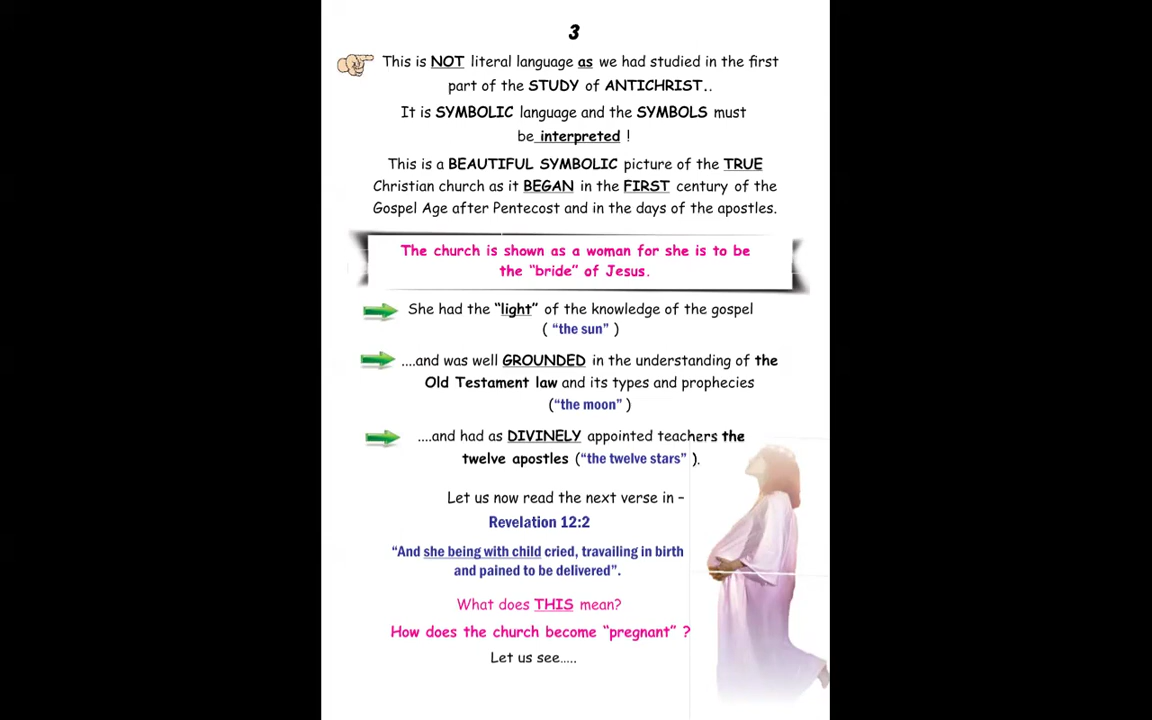 3
This is NOT literal language as we had studied in the first
part of the STUDY of ANTICHRIST..
It is SYMBOLIC language and the SYMBOLS must
be interpreted !
This is a BEAUTIFUL SYMBOLIC picture of the TRUE
Christian church as it BEGAN in the FIRST century of the
Gospel Age after Pentecost and in the days of the apostles.
The church is shown as a woman for she is to be
the “bride” of Jesus.
She had the “light” of the knowledge of the gospel
( “the sun” )
....and was well GROUNDED in the understanding of the
Old Testament law and its types and prophecies
(“the moon” )
....and had as DIVINELY appointed teachers the
twelve apostles (“the twelve stars” ).
Let us now read the next verse in –
Revelation 12:2
“And she being with child cried, travailing in birth
and pained to be delivered”.
What does THIS mean?
How does the church become “pregnant” ?
Let us see.....